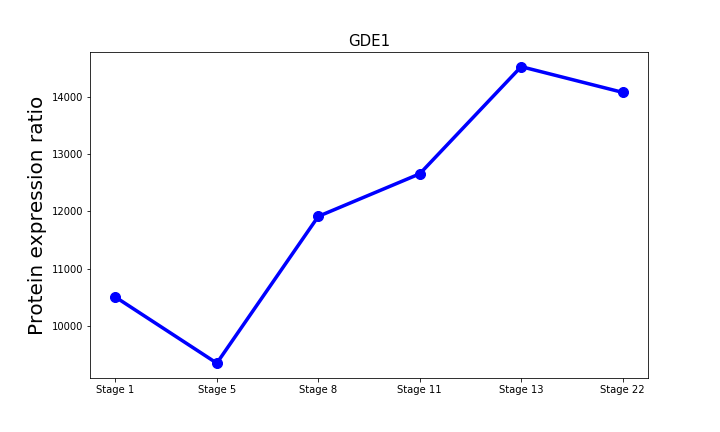 GDE1
Protein expression ratio
14000
13000
12000
11000
10000
Stage 1 Stage 5 Stage 8 Stage 11 Stage 13 Stage 22